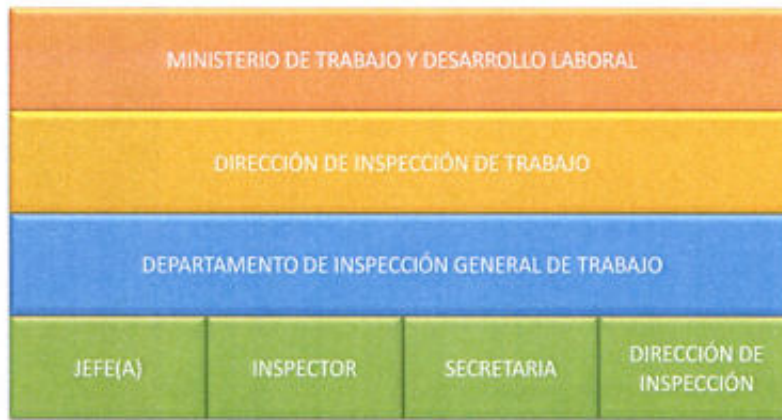 MINISTERIO DE TRABAJO Y DESARROLLO LABORAL
DIRECCIÓN DE INSPECCIÓN DE TRABAJO
DEPARTAMENTO DE INSPECCIÓN GENERAL DE TRABAJO
JEFE(A)
INSPECTOR
SECRETARIA
DIRECCIÓN DE
INSPECCIÓN